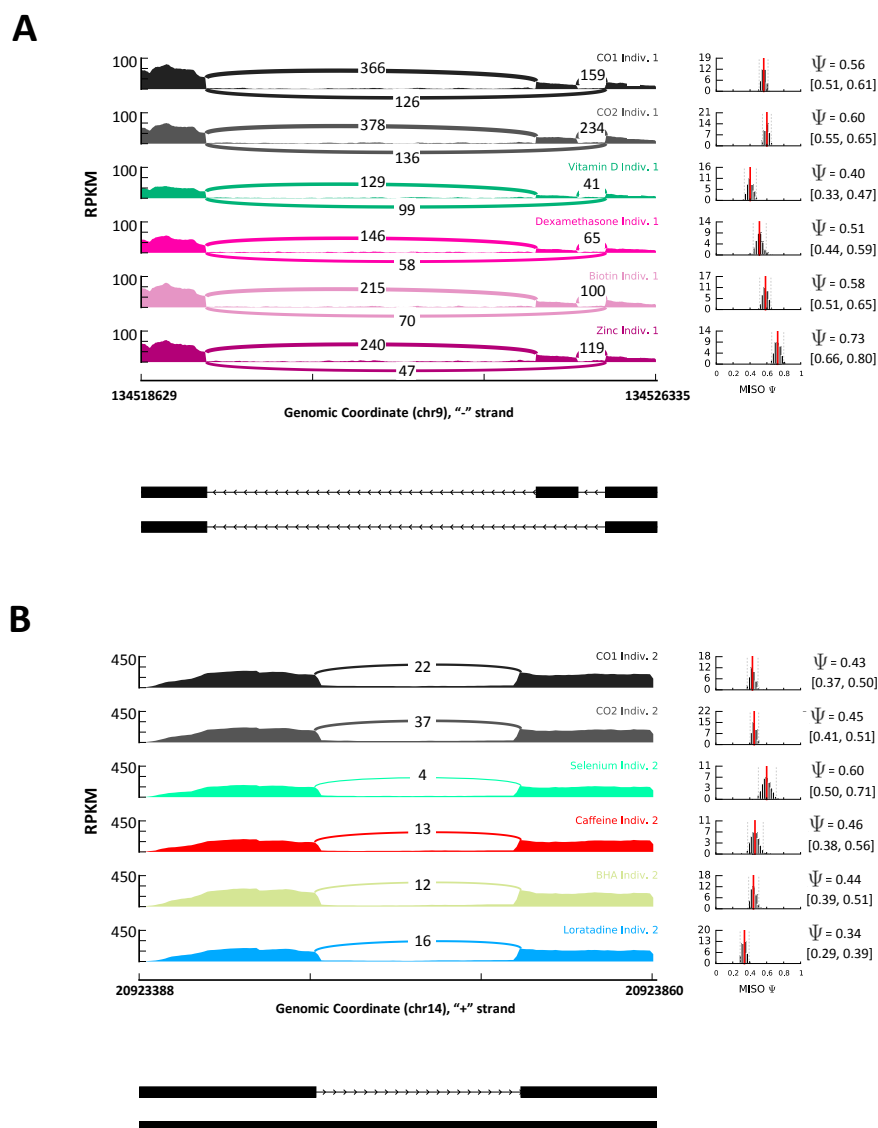 A
RPKM
100
CO1 Indiv. 1
366
159
126
19
18
12
6
0
Ψ = 0.56
[0.51, 0.61]
100
CO2 Indiv. 1
378
234
136
21
14
7
0
Ψ = 0.60
[0.55, 0.65]
100
Vitamin D Indiv. 1
129
41
99
16
10
5
0
Ψ = 0.40
[0.33, 0.47]
100
Dexamethasone Indiv. 1
146
65
58
14
9
4
0
Ψ = 0.51
[0.44, 0.59]
100
Biotin Indiv. 1
215
100
70
17
11
5
0
Ψ = 0.58
[0.51, 0.65]
100
Zinc Indiv. 1
240
119
47
14
9
4
0
Ψ = 0.73
[0.66, 0.80]
0 0.2 0.4 0.6 0.8 1
MISO Ψ
134518629 134526335
Genomic Coordinate (chr9), “-” strand
B
RPKM
450
CO1 Indiv. 2
22
18
12
6
0
Ψ = 0.43
[0.37, 0.50]
450
CO2 Indiv. 2
37
22
15
7
0
Ψ = 0.45
[0.41, 0.51]
450
Selenium Indiv. 2
4
11
7
3
0
Ψ = 0.60
[0.50, 0.71]
450
Caffeine Indiv. 2
13
11
7
3
0
Ψ = 0.46
[0.38, 0.56]
450
BHA Indiv. 2
12
18
12
6
0
Ψ = 0.44
[0.39, 0.51]
450
Loratadine Indiv. 2
16
20
13
6
0
Ψ = 0.34
[0.29, 0.39]
0 0.2 0.4 0.6 0.8 1
MISO Ψ
20923388 20923860
Genomic Coordinate (chr14), “+” strand